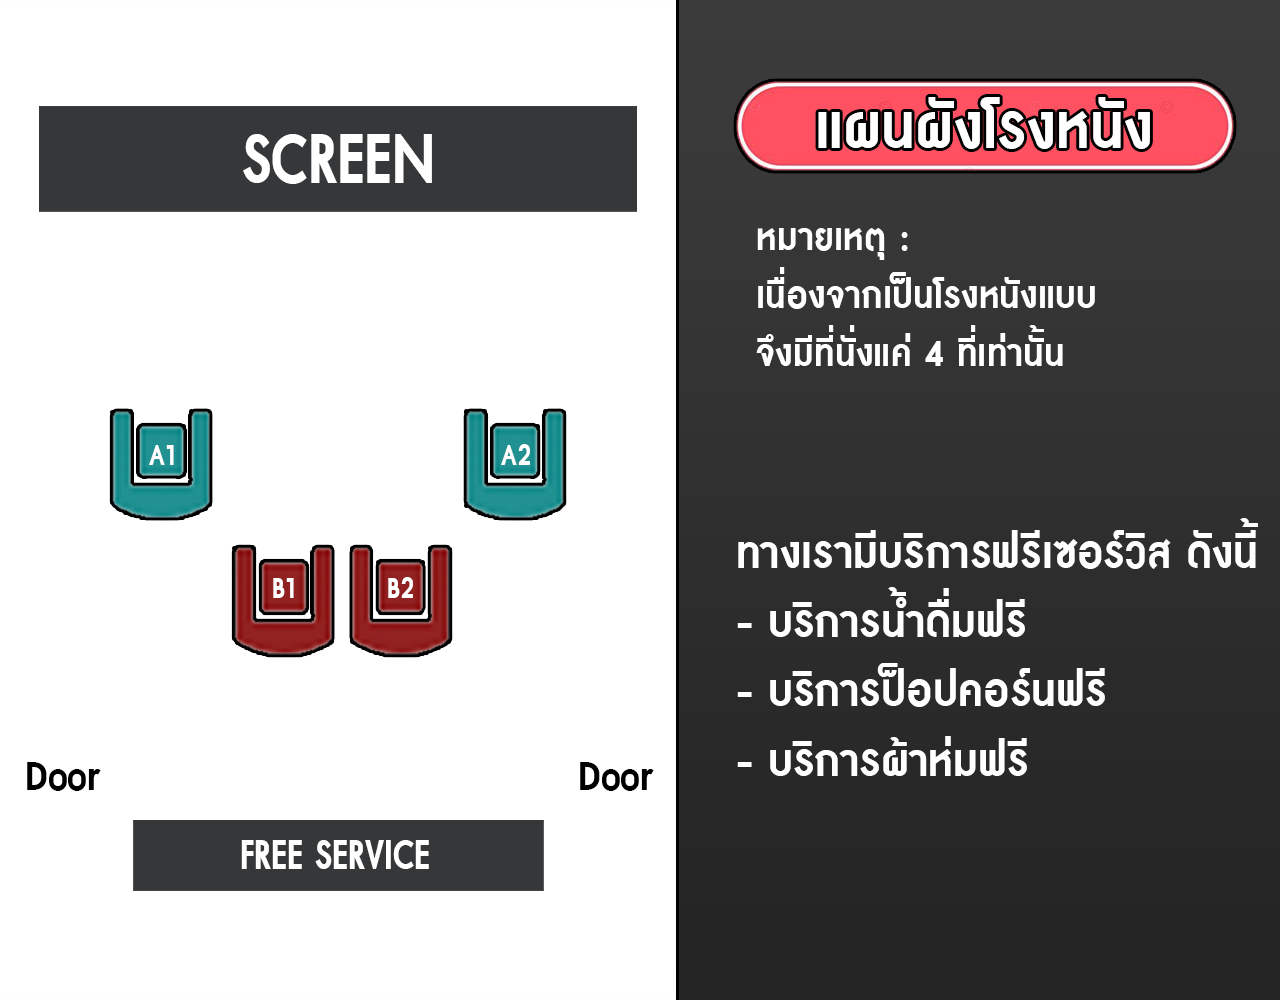 SCREEN
A1
A2
B1
B2
Door
Door
FREE SERVICE
แผนผังโรงหนัง
หมายเหตุ :
เนื่องจากเป็นโรงหนังแบบ
จึงมีที่นั่งแค่ 4 ที่เท่านั้น
ทางเรามีบริการฟรีเซอร์วิส ดังนี้
- บริการน้ำดื่มฟรี
- บริการป็อปคอร์นฟรี
- บริการผ้าห่มฟรี